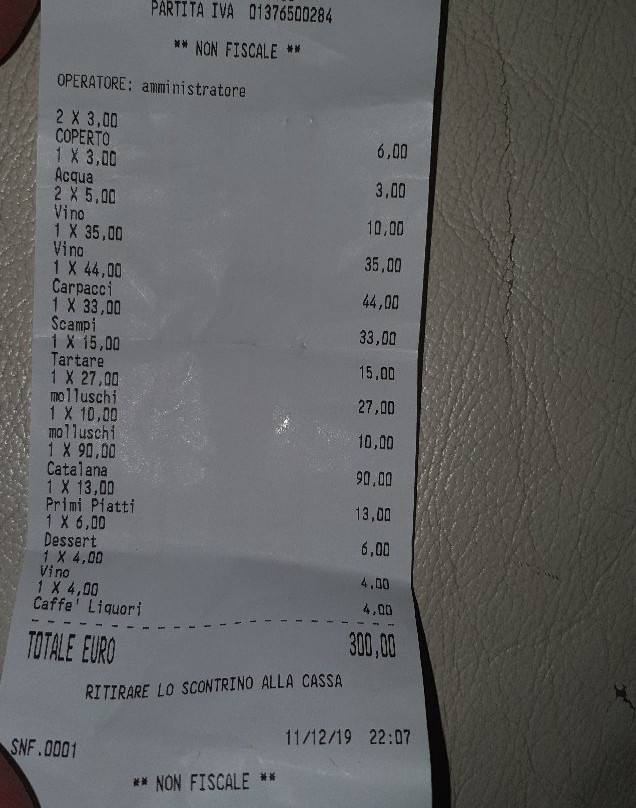 PARTITA IVA 01376500284
** NON FISCALE **
OPERATORE: amministratore
2 X 3,00
COPERTO 6,00
1 X 3,00
Acqua 3,00
2 X 5,00
Vino 10,00
1 X 35,00
Vino 35,00
1 X 44,00
Carpacci 44,00
1 X 33,00
Scampi 33,00
1 X 15,00
Tartare 15,00
1 X 27,00
molluschi 27,00
1 X 10,00
molluschi 10,00
1 X 90,00
Catalana 90,00
1 X 13,00
Primi Piatti 13,00
1 X 6,00
Dessert 6,00
1 X 4,00
Vino 4,00
1 X 4,00
Caffe' Liquori 4,00
TOTALE EURO 300,00
RITIRARE LO SCONTRINO ALLA CASSA
SNF.0001 11/12/19 22:07
** NON FISCALE **